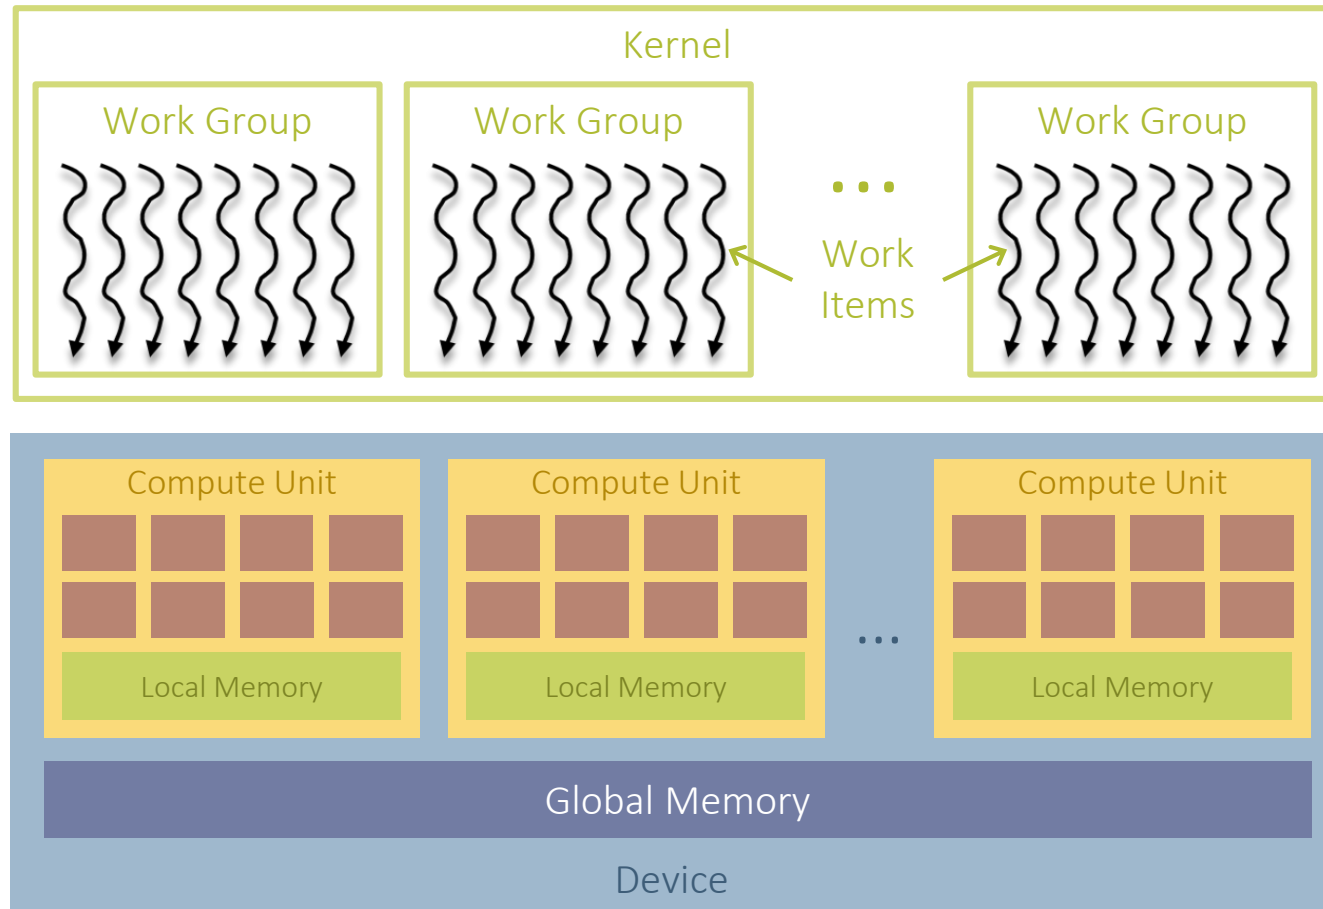 Kernel
Work Group
Work Group
Work Group
...
Work
Items
Compute Unit
Compute Unit
Compute Unit
...
Local Memory
Local Memory
Local Memory
Global Memory
Device